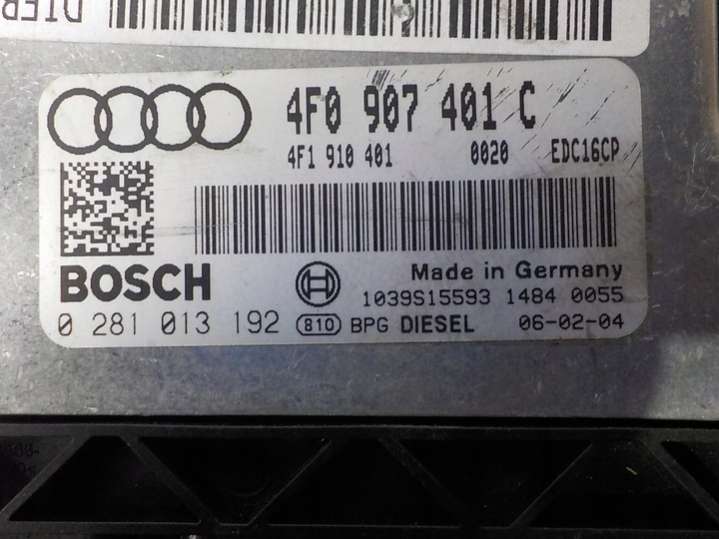 DIER
4F0 907 401 C
4F1 910 401 0020 EDC16CP
BOSCH
Made in Germany
1039S15593 1484 0055
0 281 013 192 810 BPG DIESEL 06-02-04